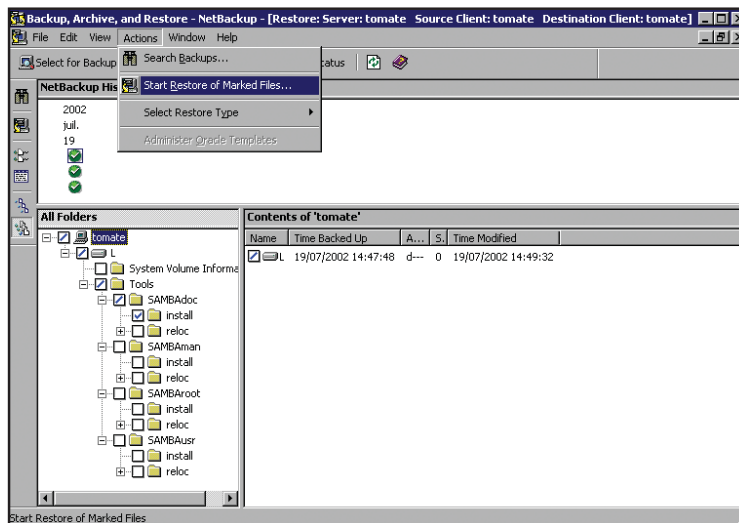 Backup, Archive, and Restore - NetBackup - [Restore: Server: tomate Source Client: tomate Destination Client: tomate]
File Edit View Actions Window Help
Select for Backup
Search Backups...
Start Restore of Marked Files...
Select Restore Type
Administer Oracle Templates
NetBackup His
2002
juil.
19
All Folders
Contents of 'tomate'
Name Time Backed Up A... S. Time Modified
L 19/07/2002 14:47:48 d--- 0 19/07/2002 14:49:32
tomate
L
System Volume Informa
Tools
SAMBAdoc
install
reloc
SAMBAman
install
reloc
SAMBAroot
install
reloc
SAMBAusr
install
reloc
Start Restore of Marked Files